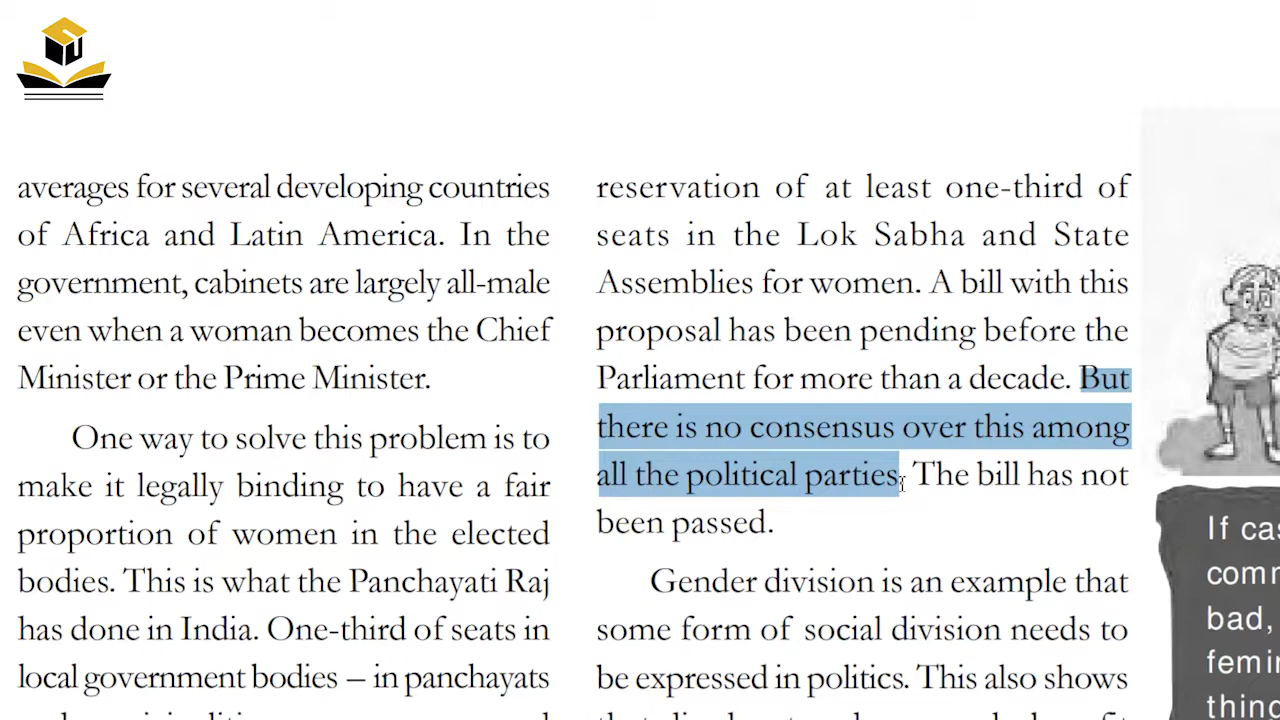 averages for several developing countries
of Africa and Latin America. In the
government, cabinets are largely all-male
even when a woman becomes the Chief
Minister or the Prime Minister.
One way to solve this problem is to
make it legally binding to have a fair
proportion of women in the elected
bodies. This is what the Panchayati Raj
has done in India. One-third of seats in
local government bodies – in panchayats
reservation of at least one-third of
seats in the Lok Sabha and State
Assemblies for women. A bill with this
proposal has been pending before the
Parliament for more than a decade. But
there is no consensus over this among
all the political parties. The bill has not
been passed.
Gender division is an example that
some form of social division needs to
be expressed in politics. This also shows
If
bad,